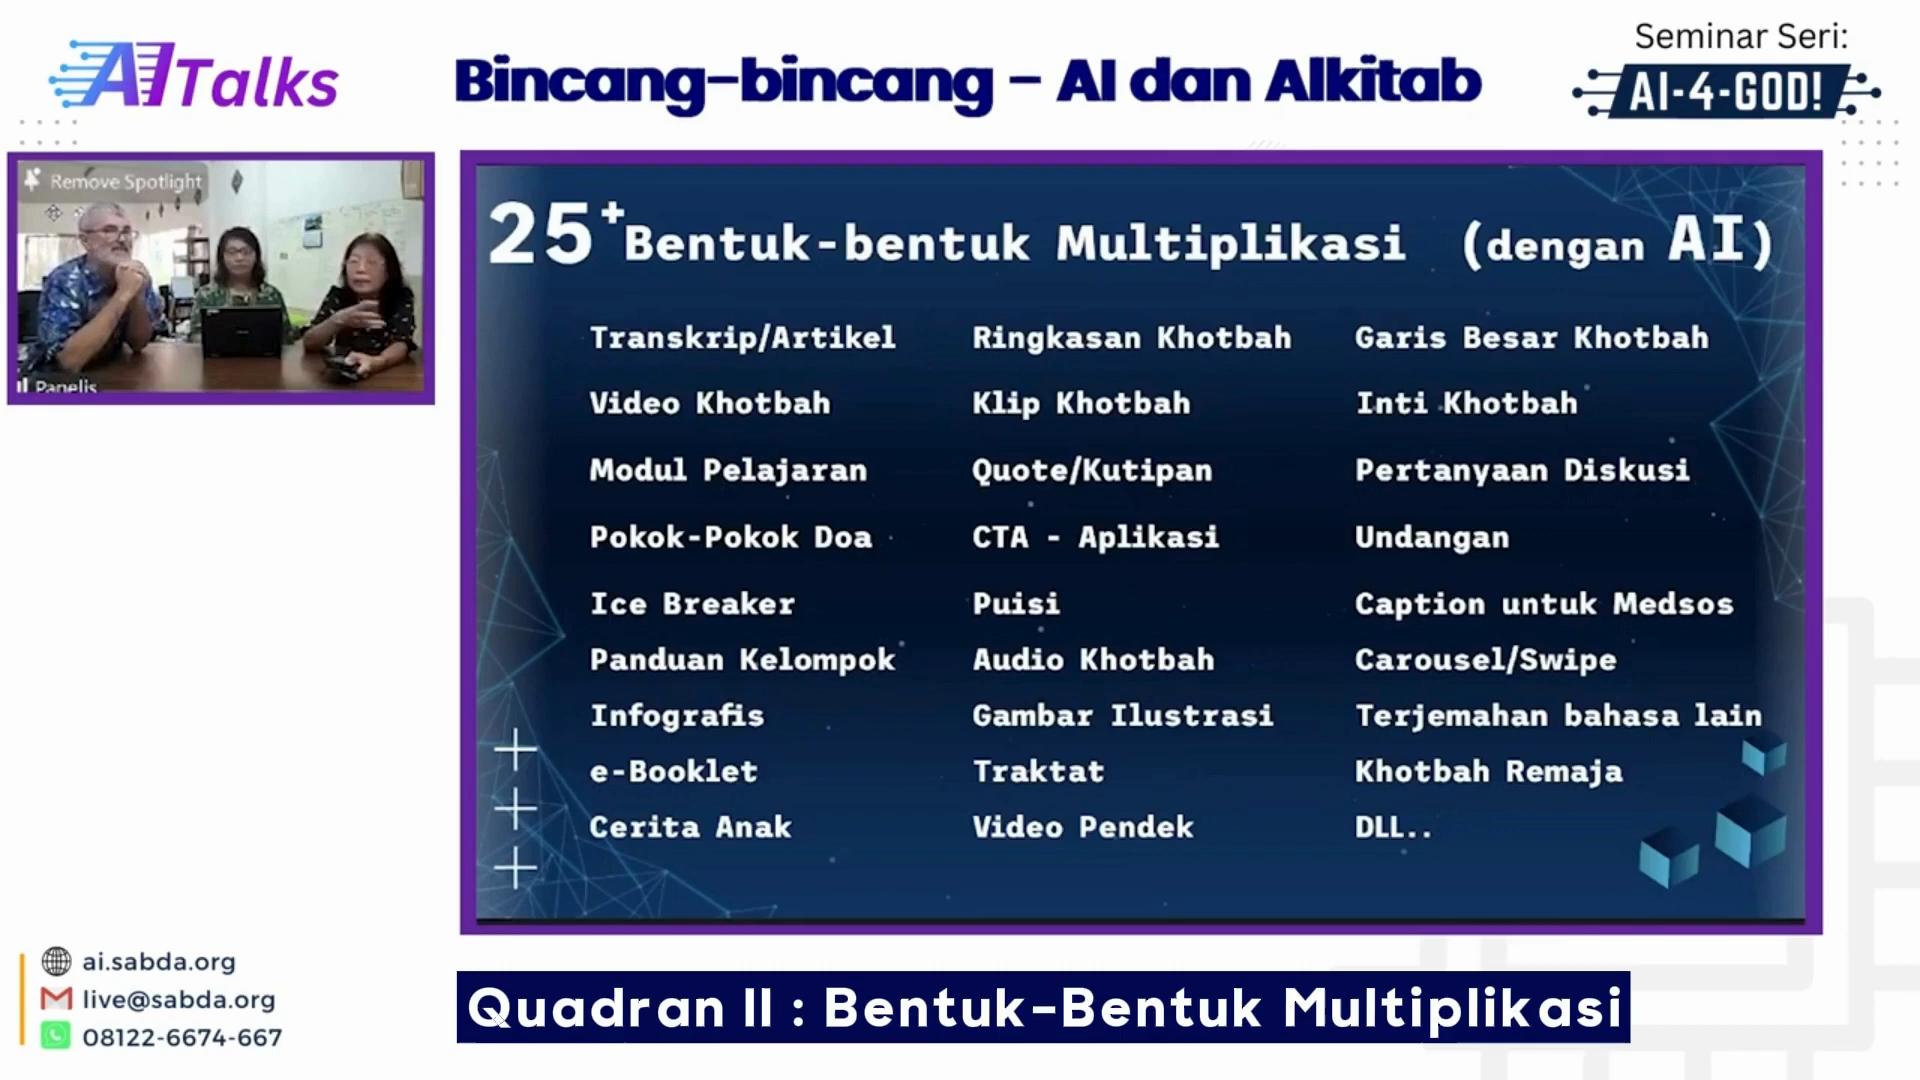 AI Talks
Bincang-bincang - AI dan Alkitab
Seminar Seri:
AI-4-GOD!
Remove Spotlight
Panelis
25+ Bentuk-bentuk Multiplikasi (dengan AI)
Transkrip/Artikel Ringkasan Khotbah Garis Besar Khotbah
Video Khotbah Klip Khotbah Inti Khotbah
Modul Pelajaran Quote/Kutipan Pertanyaan Diskusi
Pokok-Pokok Doa CTA - Aplikasi Undangan
Ice Breaker Puisi Caption untuk Medsos
Panduan Kelompok Audio Khotbah Carousel/Swipe
Infografis Gambar Ilustrasi Terjemahan bahasa lain
e-Booklet Traktat Khotbah Remaja
Cerita Anak Video Pendek DLL..
ai.sabda.org
live@sabda.org
08122-6674-667
Quadran II : Bentuk-Bentuk Multiplikasi